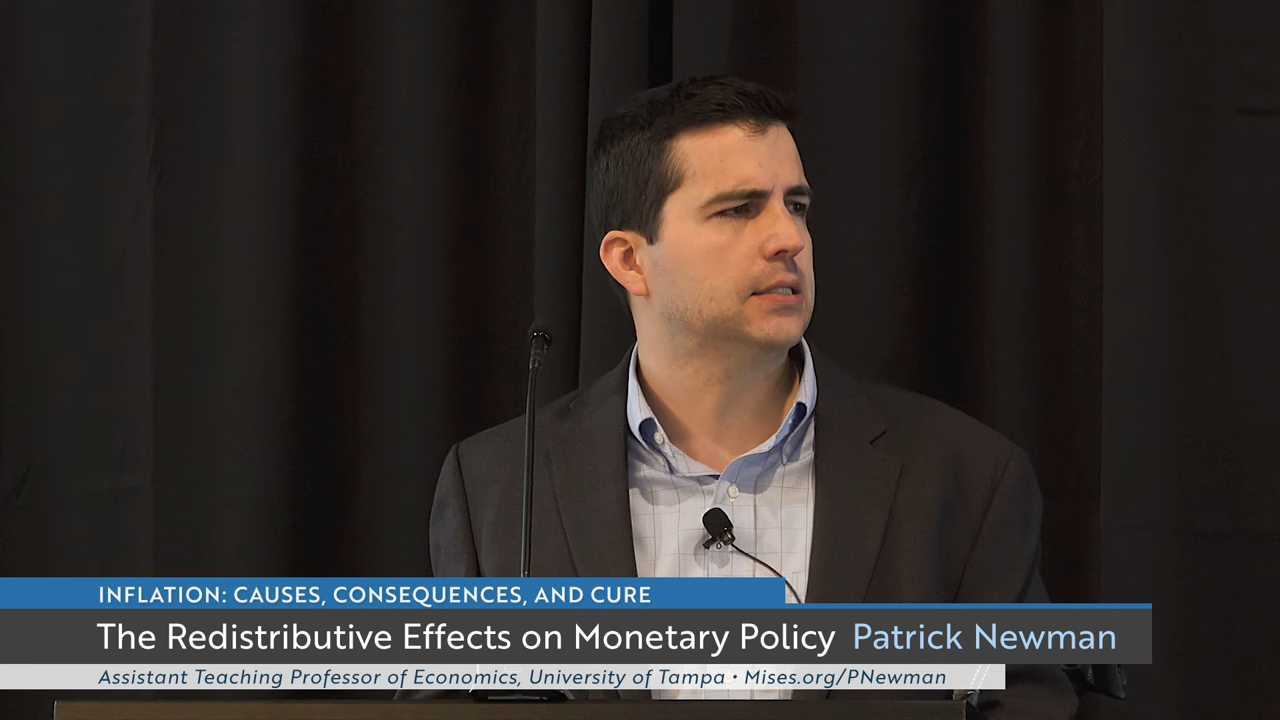 INFLATION: CAUSES, CONSEQUENCES, AND CURE
The Redistributive Effects on Monetary Policy Patrick Newman
Assistant Teaching Professor of Economics, University of Tampa • Mises.org/PNewman